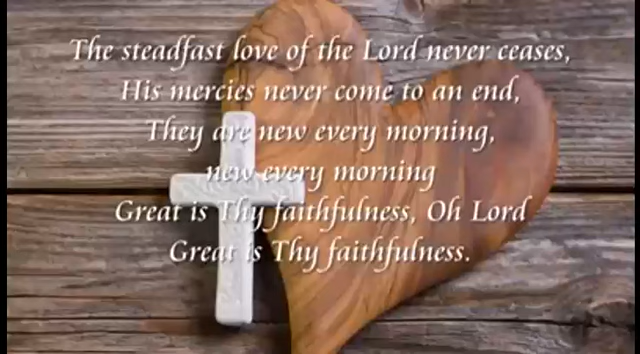 The steadfast love of the Lord never ceases,
His mercies never come to an end,
They are new every morning,
new every morning
Great is Thy faithfulness, Oh Lord
Great is Thy faithfulness.